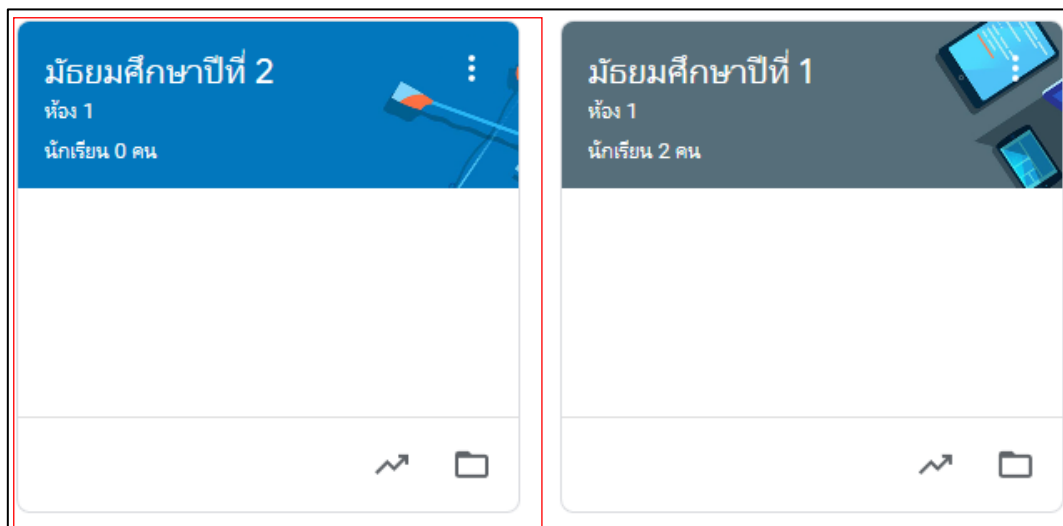 มัธยมศึกษาปีที่ 2
ห้อง 1
นักเรียน 0 คน
มัธยมศึกษาปีที่ 1
ห้อง 1
นักเรียน 2 คน